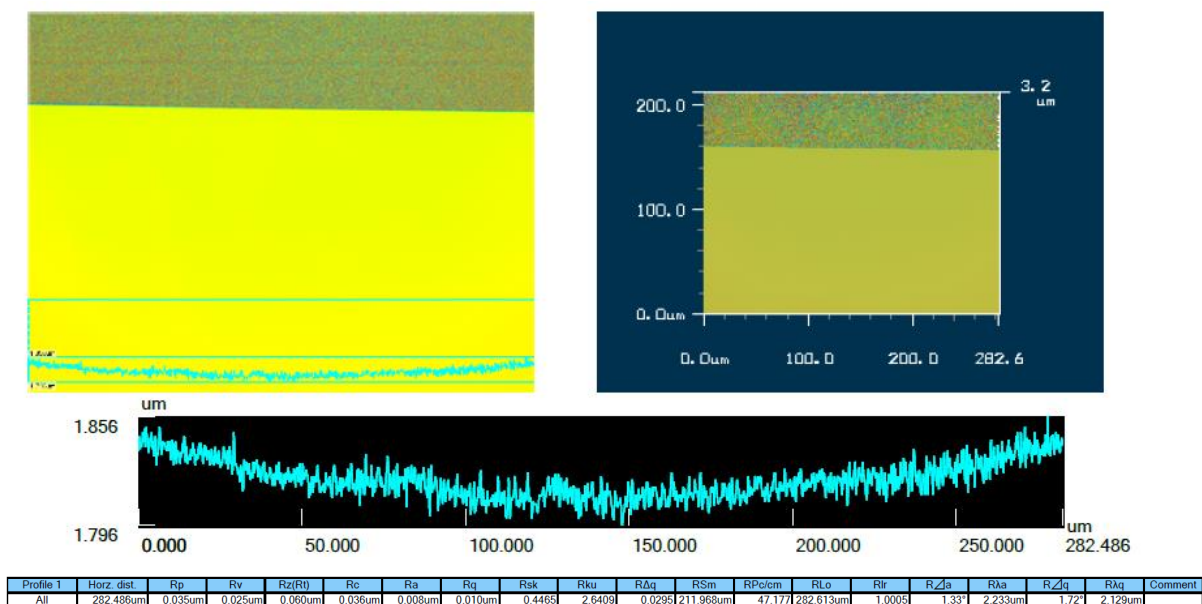 3.2
um
200.0
100.0
0.0um
0.0um 100.0 200.0 282.6
um
1.856
1.796
0.000 50.000 100.000 150.000 200.000 250.000 282.486
um
Profile 1 Horz. dist. Rp Rv Rz(Rt) Rc Ra Rq Rsk Rku RΔq RSm RPc/cm RLo Rlr R⊿a Rλa R⊿q Rλq Comment
All 282.486um 0.035um 0.025um 0.060um 0.036um 0.008um 0.010um 0.4465 2.6409 0.0295 211.968um 47.177 282.613um 1.0005 1.33° 2.233um 1.72° 2.129um